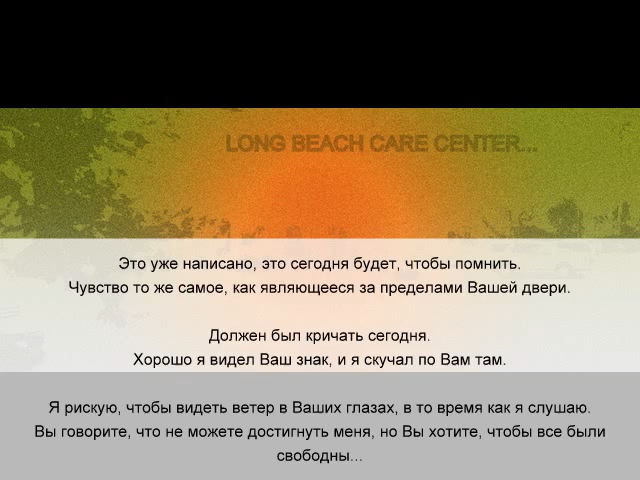 LONG BEACH CARE CENTER...
Это уже написано, это сегодня будет, чтобы помнить.
Чувство то же самое, как являющееся за пределами Вашей двери.
Должен был кричать сегодня.
Хорошо я видел Ваш знак, и я скучал по Вам там.
Я рискую, чтобы видеть ветер в Ваших глазах, в то время как я слушаю.
Вы говорите, что не можете достигнуть меня, но Вы хотите, чтобы все были
свободны...